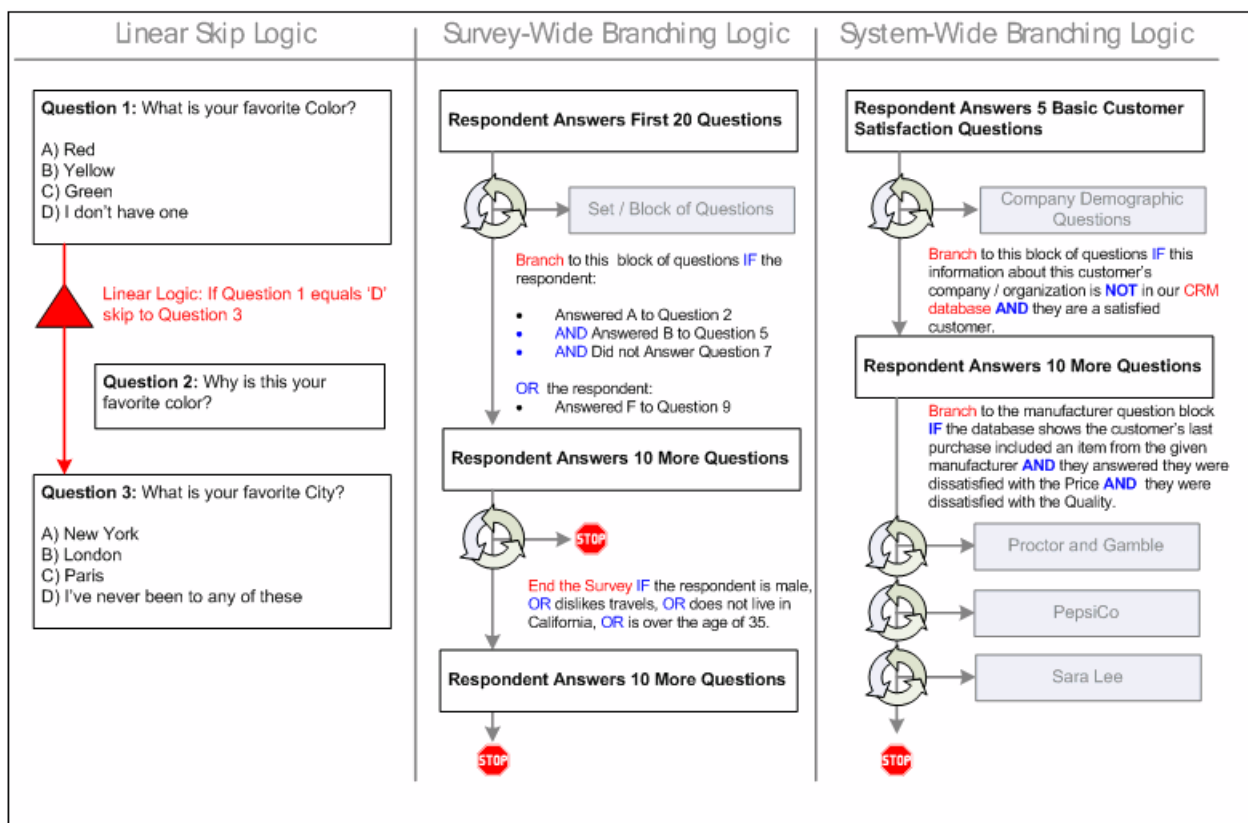 Linear Skip Logic
Question 1: What is your favorite Color?
A) Red
B) Yellow
C) Green
D) I don't have one
Linear Logic: If Question 1 equals 'D'
skip to Question 3
Question 2: Why is this your
favorite color?
Question 3: What is your favorite City?
A) New York
B) London
C) Paris
D) I've never been to any of these
Survey-Wide Branching Logic
Respondent Answers First 20 Questions
Set / Block of Questions
Branch to this block of questions IF the
respondent:
• Answered A to Question 2
• AND Answered B to Question 5
• AND Did not Answer Question 7
OR the respondent:
• Answered F to Question 9
Respondent Answers 10 More Questions
STOP
End the Survey IF the respondent is male,
OR dislikes travels, OR does not live in
California, OR is over the age of 35.
Respondent Answers 10 More Questions
STOP
System-Wide Branching Logic
Respondent Answers 5 Basic Customer
Satisfaction Questions
Company Demographic
Questions
Branch to this block of questions IF this
information about this customer's
company / organization is NOT in our CRM
database AND they are a satisfied
customer.
Respondent Answers 10 More Questions
Branch to the manufacturer question block
IF the database shows the customer's last
purchase included an item from the given
manufacturer AND they answered they were
dissatisfied with the Price AND they were
dissatisfied with the Quality.
Proctor and Gamble
PepsiCo
Sara Lee
STOP